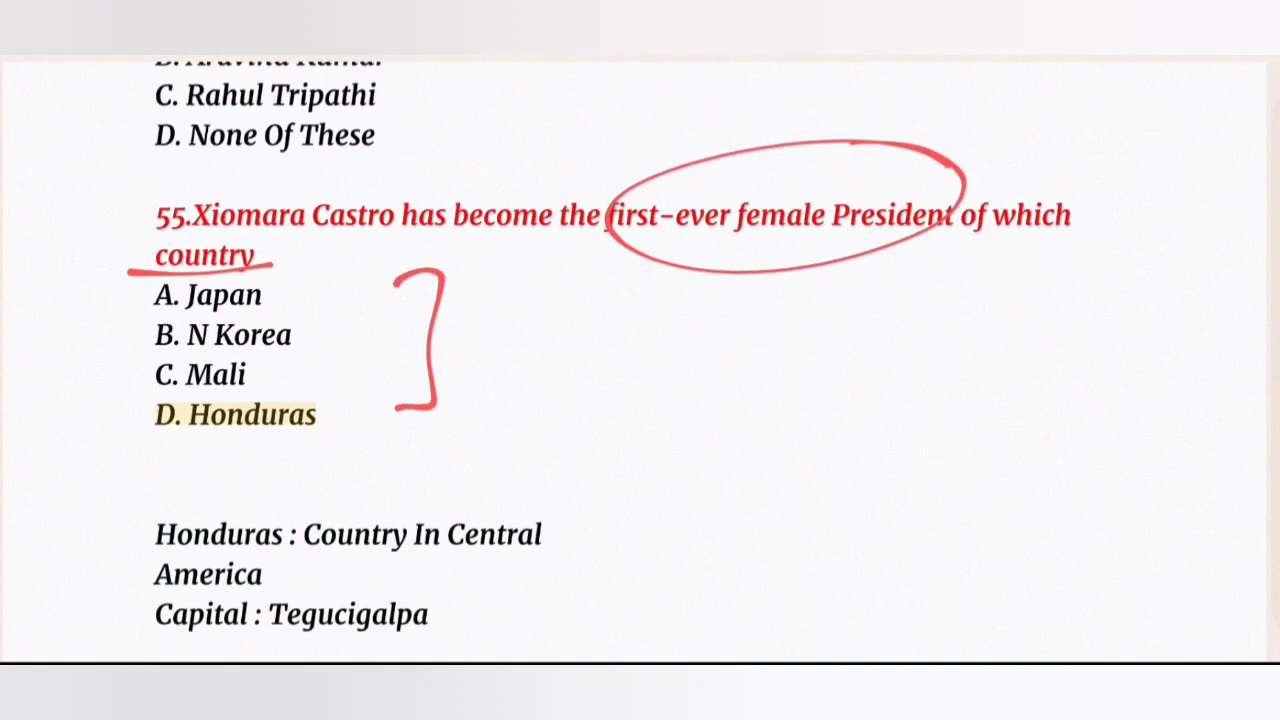 C. Rahul Tripathi
D. None Of These
55.Xiomara Castro has become the first-ever female President of which
country
A. Japan
B. N Korea
C. Mali
D. Honduras
Honduras : Country In Central
America
Capital : Tegucigalpa